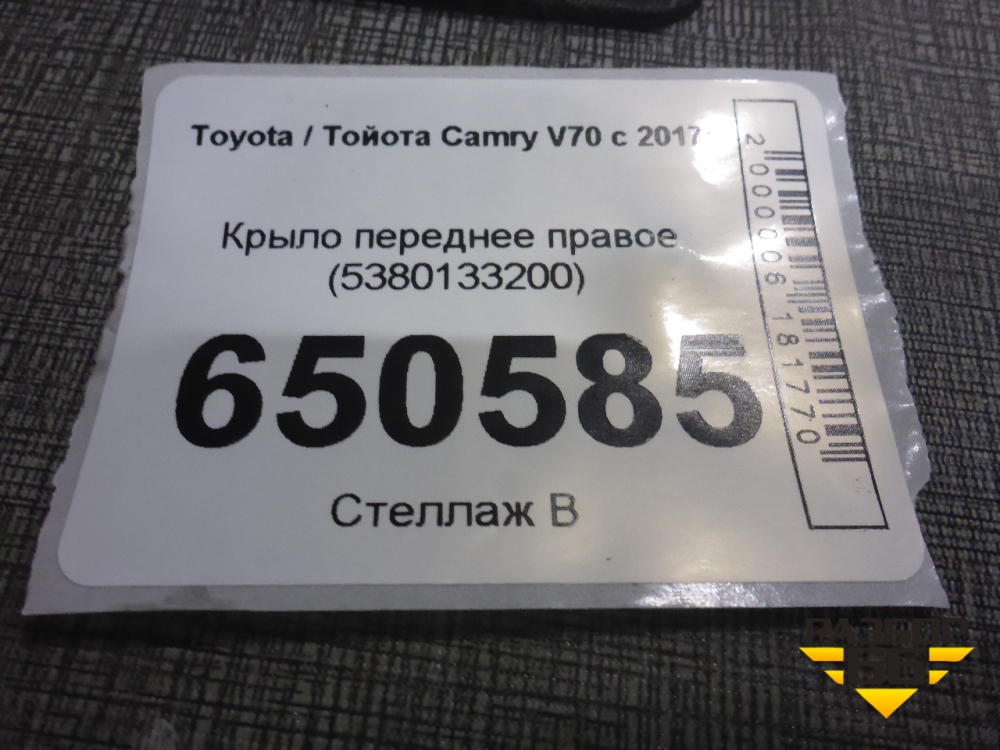 Toyota / Тойота Camry V70 с 2017
Крыло переднее правое
(5380133200)
650585
Стеллаж В
2000006181770